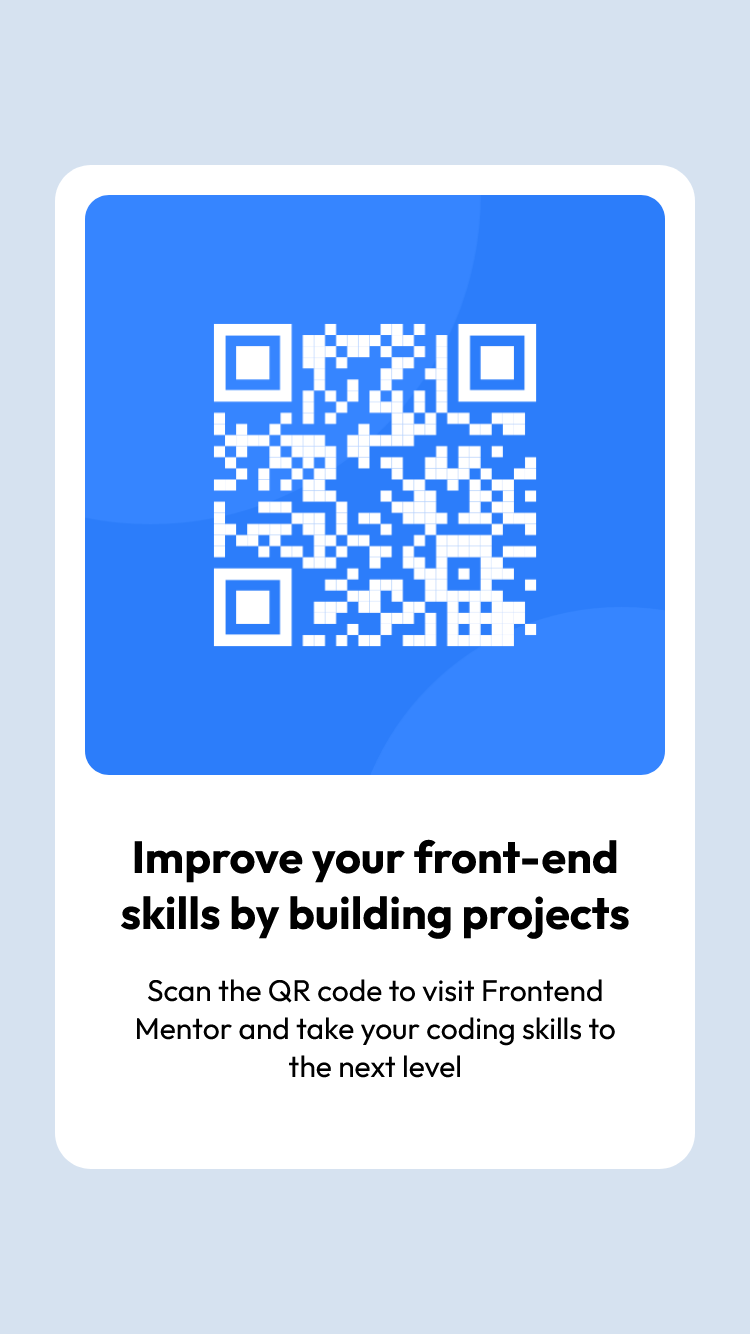 Improve your front-end
skills by building projects
Scan the QR code to visit Frontend
Mentor and take your coding skills to
the next level